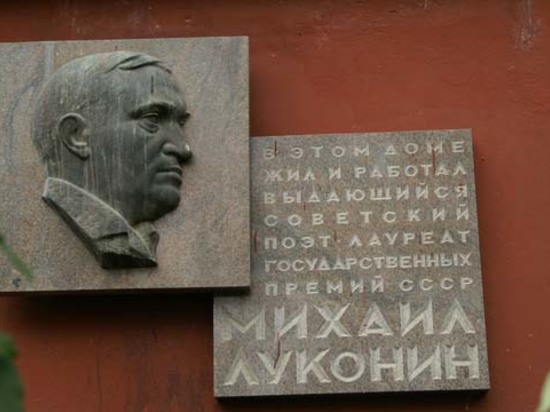 В ЭТОМ ДОМЕ
ЖИЛ И РАБОТАЛ
ВЫДАЮЩИЙСЯ
СОВЕТСКИЙ
ПОЭТ ЛАУРЕАТ
ГОСУДАРСТВЕННЫХ
ПРЕМИЙ СССР
МИХАИЛ
ЛУКОНИН